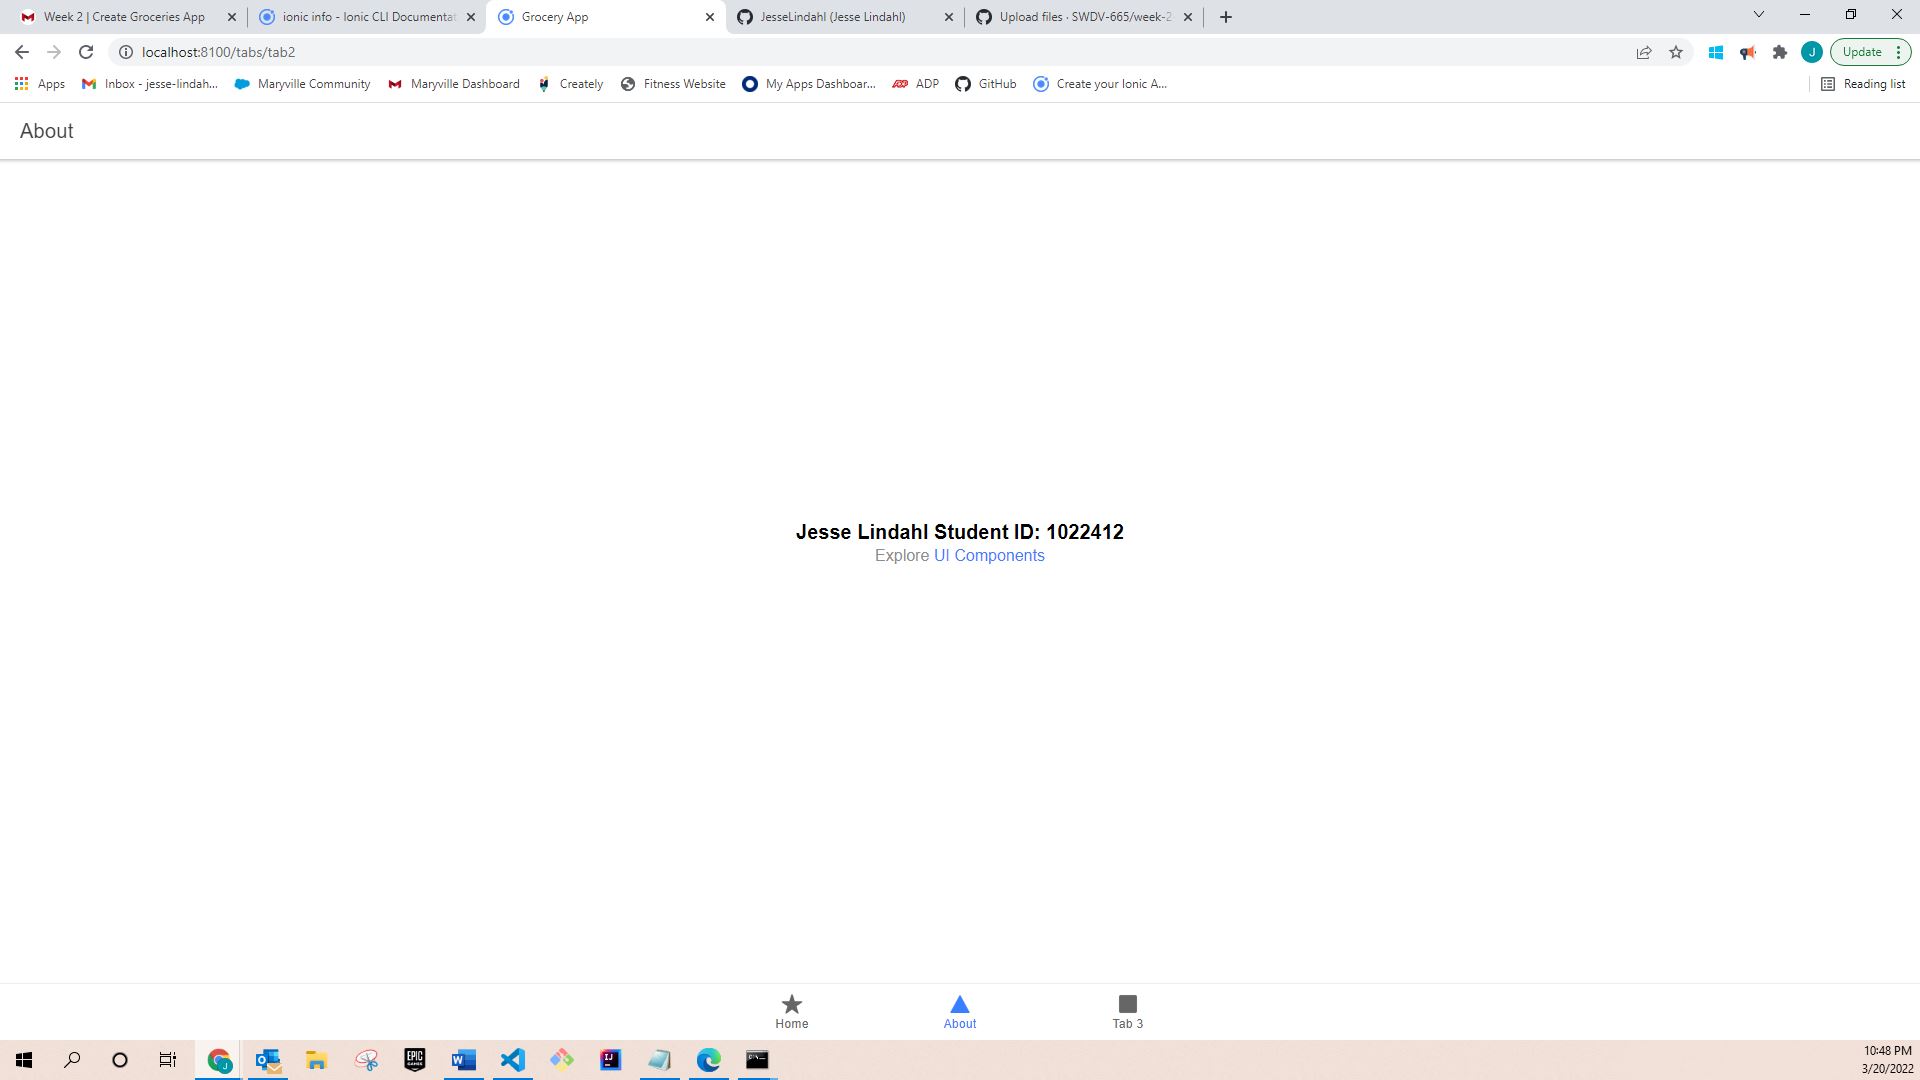 Week 2 | Create Groceries App
ionic info - Ionic CLI Documentat
Grocery App
JesseLindahl (Jesse Lindahl)
Upload files · SWDV-665/week-2
localhost:8100/tabs/tab2
J
Update
Apps
Inbox - jesse-lindah...
Maryville Community
Maryville Dashboard
Creately
Fitness Website
My Apps Dashboar...
ADP
GitHub
Create your Ionic A...
Reading list
About
Jesse Lindahl Student ID: 1022412
Explore UI Components
Home
About
Tab 3
EPIC GAMES
10:48 PM
3/20/2022